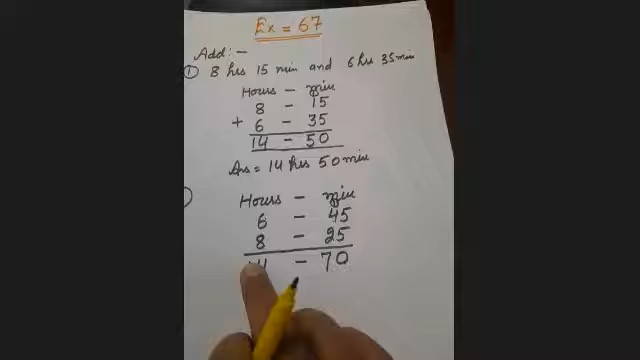 Ex = 67
Add:-
① 8 hrs 15 min and 6 hr 35 min
Hours - min
8 - 15
+ 6 - 35
14 - 50
Ans = 14 hrs 50 min
Hours - min
6 - 45
8 - 25
- 70